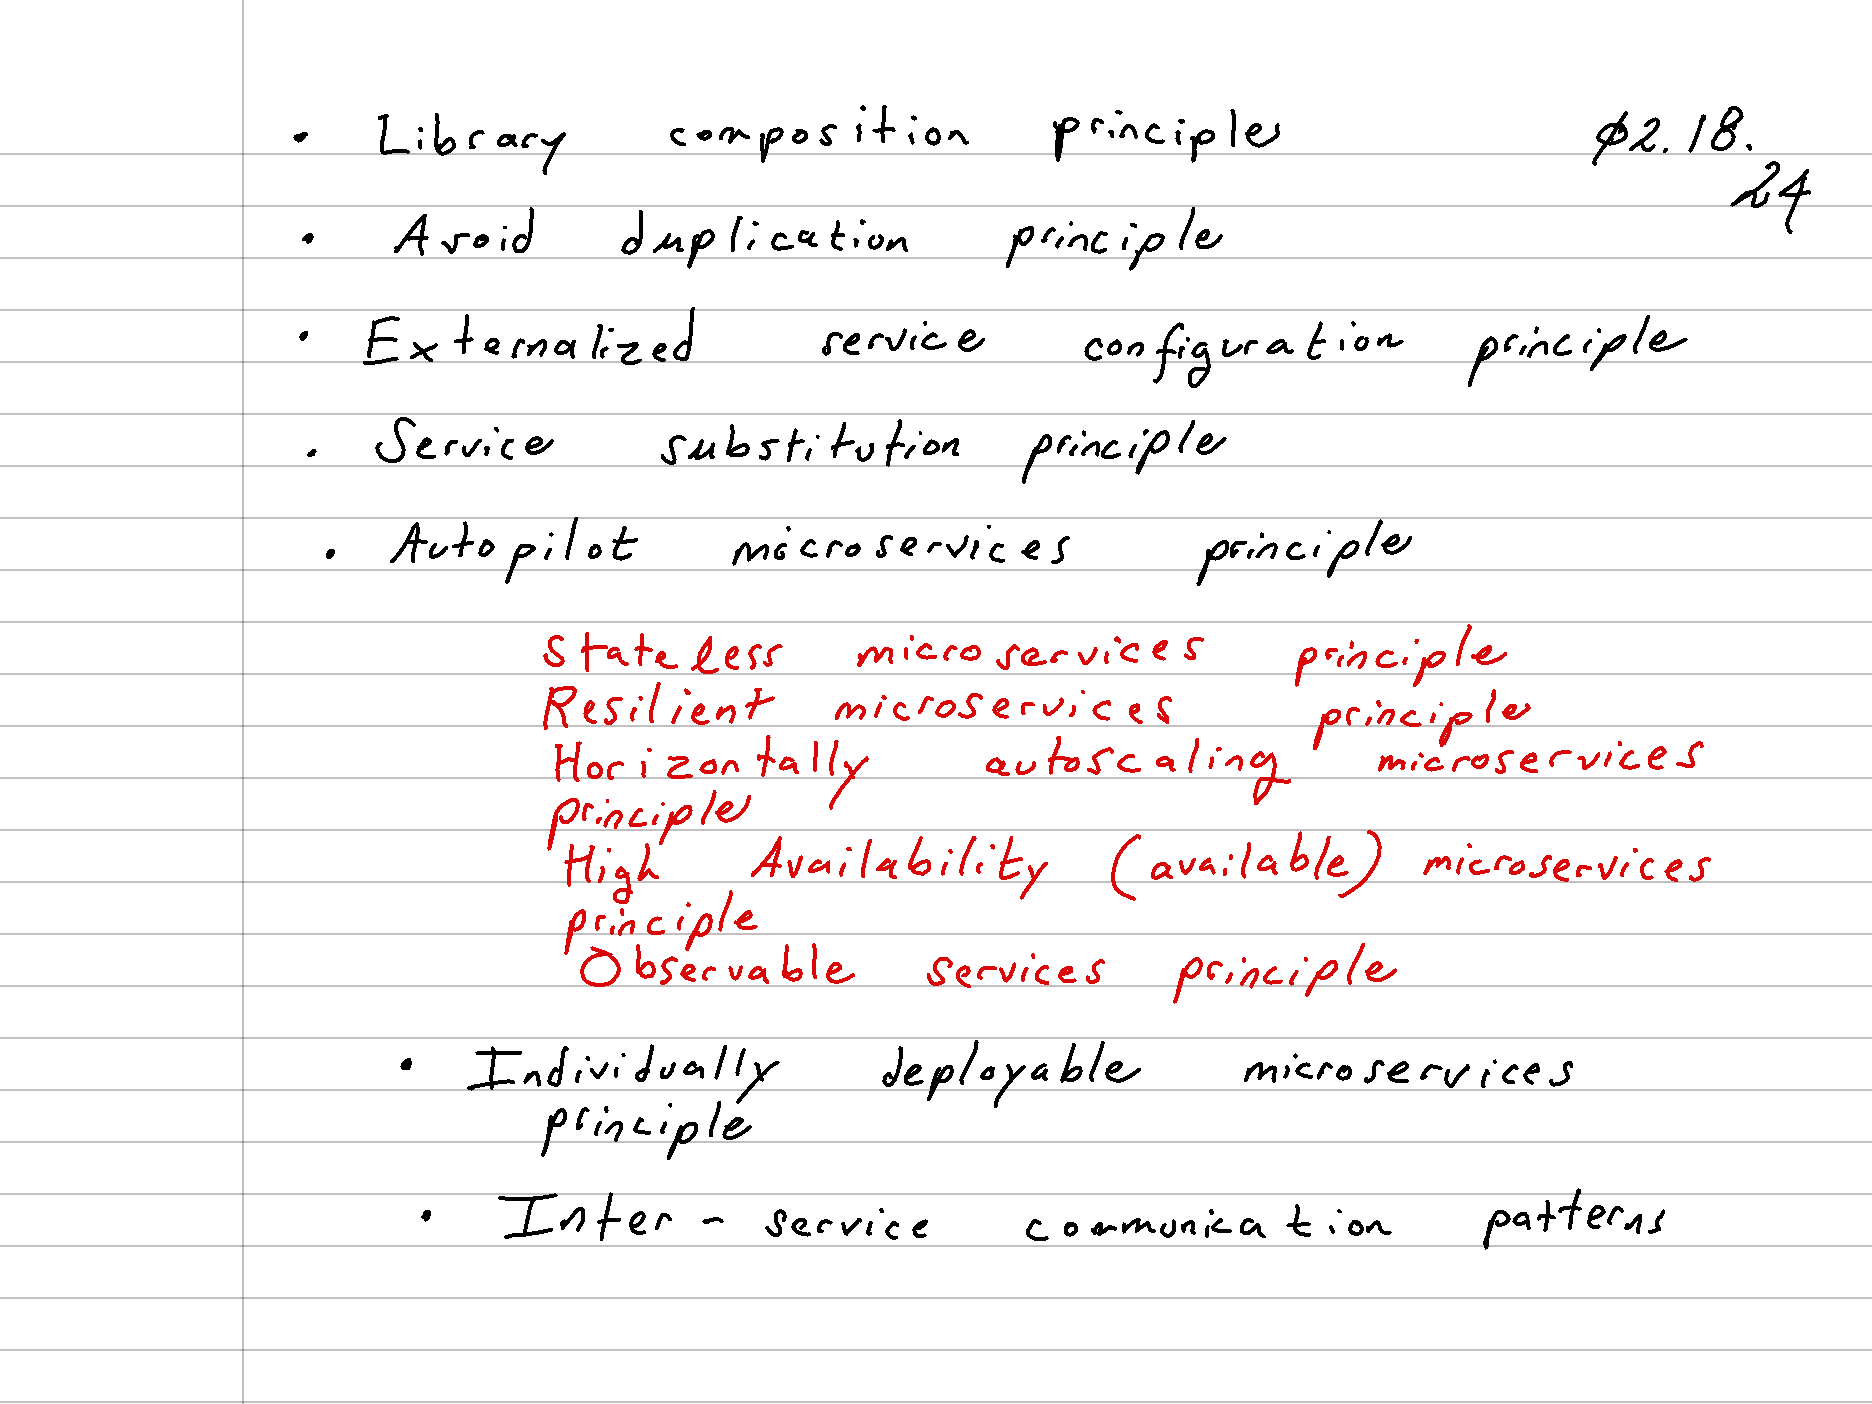 • Library composition principle ø2.18.
24
• Avoid duplication principle
• Externalized service configuration principle
• Service substitution principle
• Autopilot microservices principle
Stateless microservices principle
Resilient microservices principle
Horizontally autoscaling microservices
principle
High Availability (available) microservices
principle
Observable services principle
• Individually deployable microservices
principle
• Inter-service communication patterns